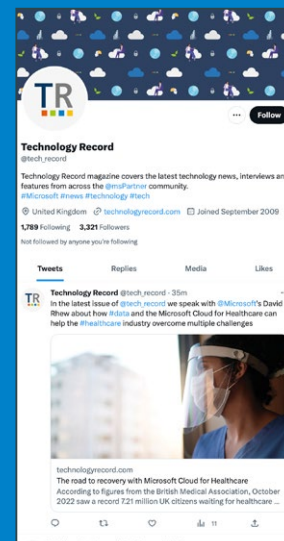 TR
Follow
Technology Record
@tech_record
Technology Record magazine covers the latest technology news, interviews an
features from across the @msPartner community.
#Microsoft #news #technology #tech
United Kingdom technologyrecord.com Joined September 2009
1,789 Following 3,321 Followers
Not followed by anyone you're following
Tweets Replies Media Likes
TR
Technology Record @tech_record · 35m
In the latest issue of @tech_record we speak with @Microsoft's David
Rhew about how #data and the Microsoft Cloud for Healthcare can
help the #healthcare industry overcome multiple challenges
technologyrecord.com
The road to recovery with Microsoft Cloud for Healthcare
According to figures from the British Medical Association, October
2022 saw a record 7.21 million UK citizens waiting for healthcare ...
11